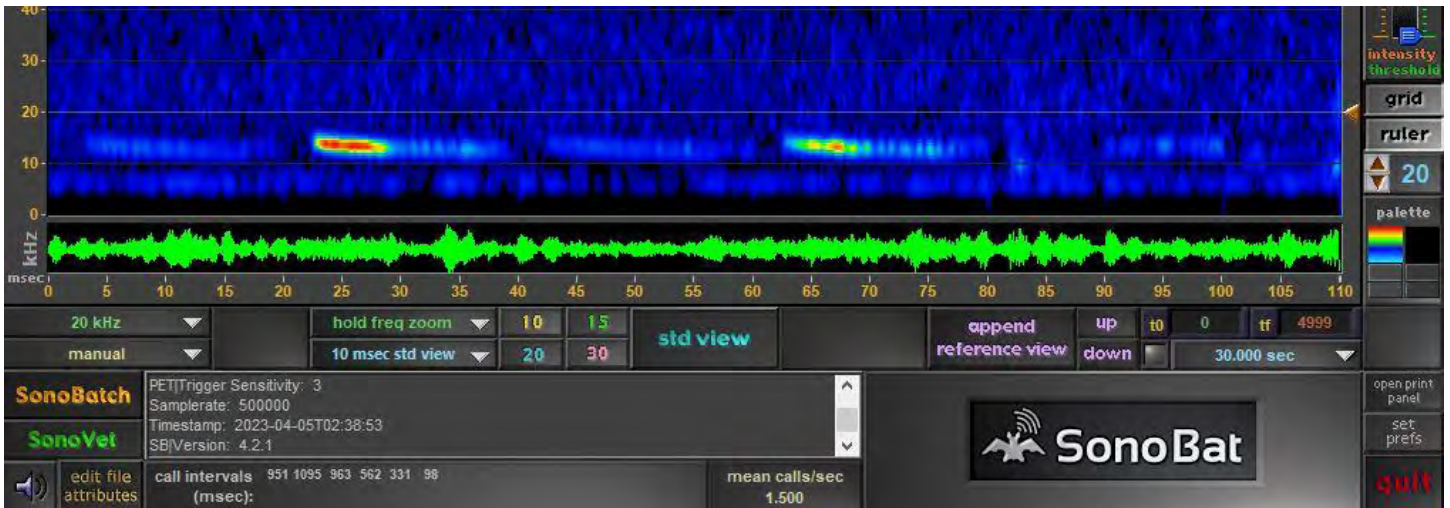 40-
30-
20-
10-
0-
kHz
msec
0 5 10 15 20 25 30 35 40 45 50 55 60 65 70 75 80 85 90 95 100 105 110
intensity
threshold
grid
ruler
20
palette
20 kHz
manual
hold freq zoom
10 msec std view
10 15
20 30
std view
append
reference view
up
down
t0 0 tf 4999
30.000 sec
SonoBatch
SonoVet
PET|Trigger Sensitivity: 3
Samplerate: 500000
Timestamp: 2023-04-05T02:38:53
SB|Version: 4.2.1
SonoBat
open print
panel
set
prefs
edit file
attributes
call intervals 951 1095 963 562 331 98
(msec):
mean calls/sec
1.500
quit